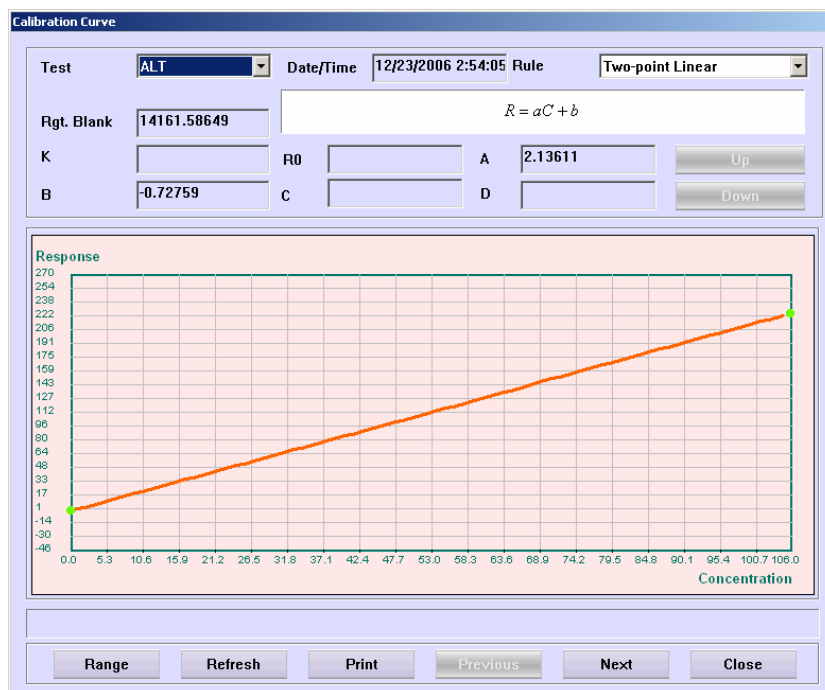 Calibration Curve
Test ALT Date/Time 12/23/2006 2:54:05 Rule Two-point Linear
Rgt. Blank 14161.58649 R = aC + b
K R0 A 2.13611 Up
B -0.72759 C D Down
Response
270
254
238
222
206
191
175
159
143
127
112
96
80
64
48
33
17
1
-14
-30
-46
0.0 5.3 10.6 15.9 21.2 26.5 31.8 37.1 42.4 47.7 53.0 58.3 63.6 68.9 74.2 79.5 84.8 90.1 95.4 100.7 106.0
Concentration
Range Refresh Print Previous Next Close